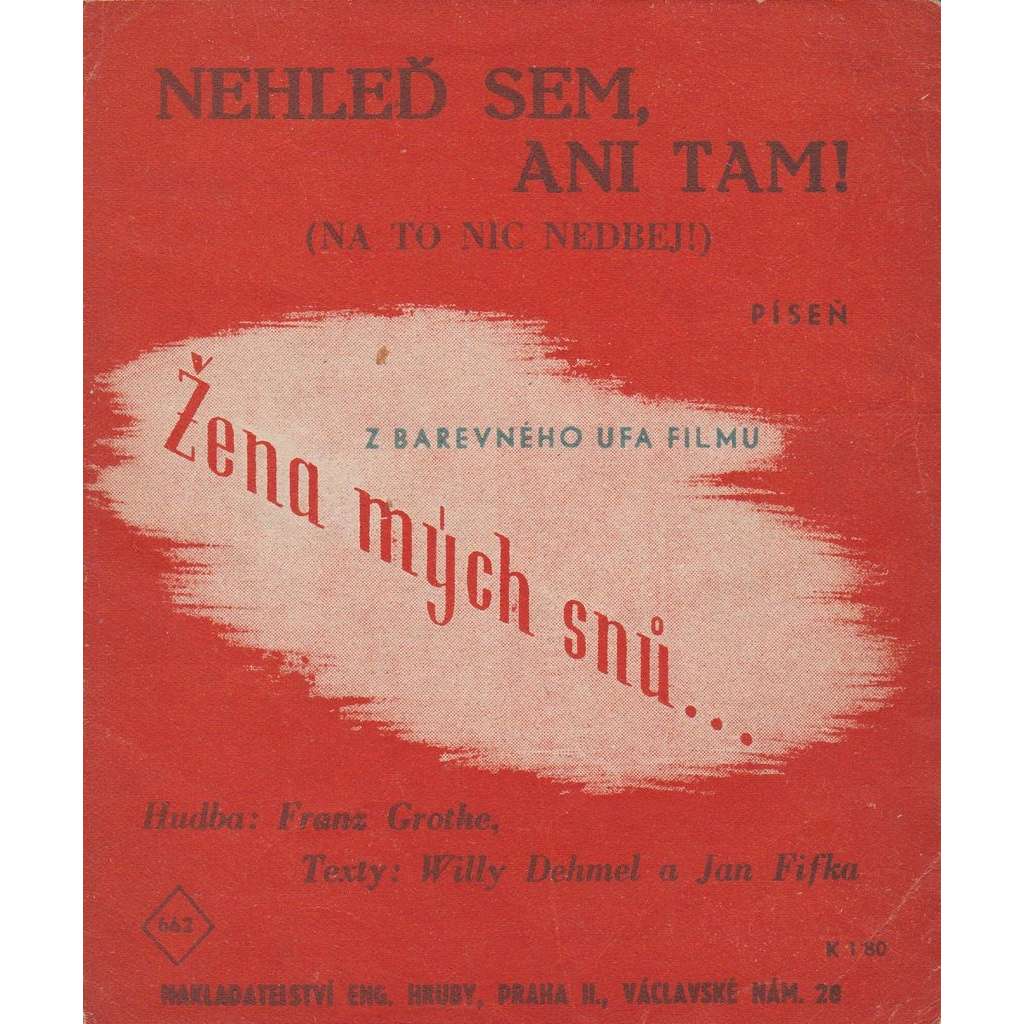 NEHLEĎ SEM,
ANI TAM!
(NA TO NIC NEDBEJ!)
PÍSEŇ
Z BAREVNÉHO UFA FILMU
Žena mých snů...
Hudba: Franz Grothe,
Texty: Willy Dehmel a Jan Fifka
662
K 1 80
NAKLADATELSTVÍ ENG. HRUBY, PRAHA II., VÁCLAVSKÉ NÁM. 28